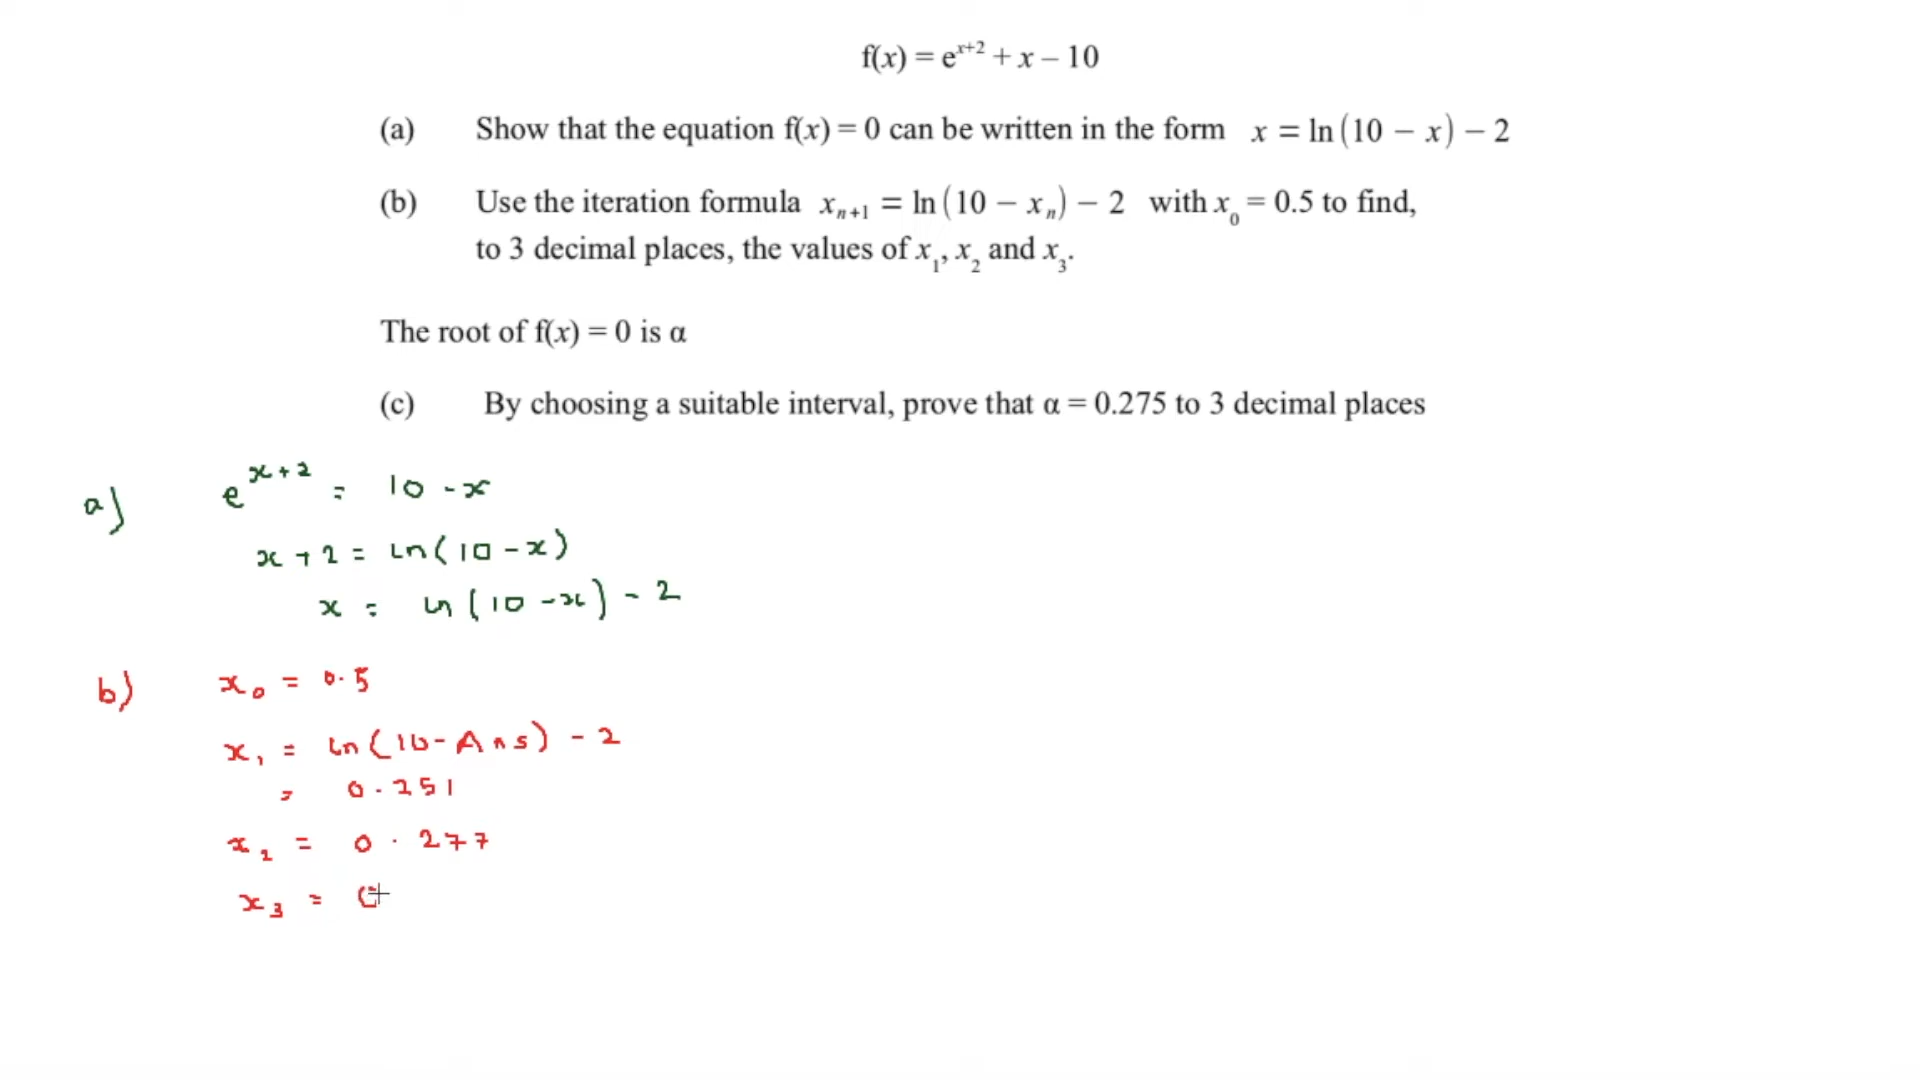 f(x) = e^{x+2} + x – 10
(a) Show that the equation f(x) = 0 can be written in the form x = ln(10 – x) – 2
(b) Use the iteration formula x_{n+1} = ln(10 – x_n) – 2 with x_0 = 0.5 to find,
to 3 decimal places, the values of x_1, x_2 and x_3.
The root of f(x) = 0 is α
(c) By choosing a suitable interval, prove that α = 0.275 to 3 decimal places
a) e^{x+2} = 10 - x
x + 2 = ln(10 - x)
x = ln(10 - x) - 2
b) x_0 = 0.5
x_1 = ln(10 - Ans) - 2
= 0.251
x_2 = 0.277
x_3 =